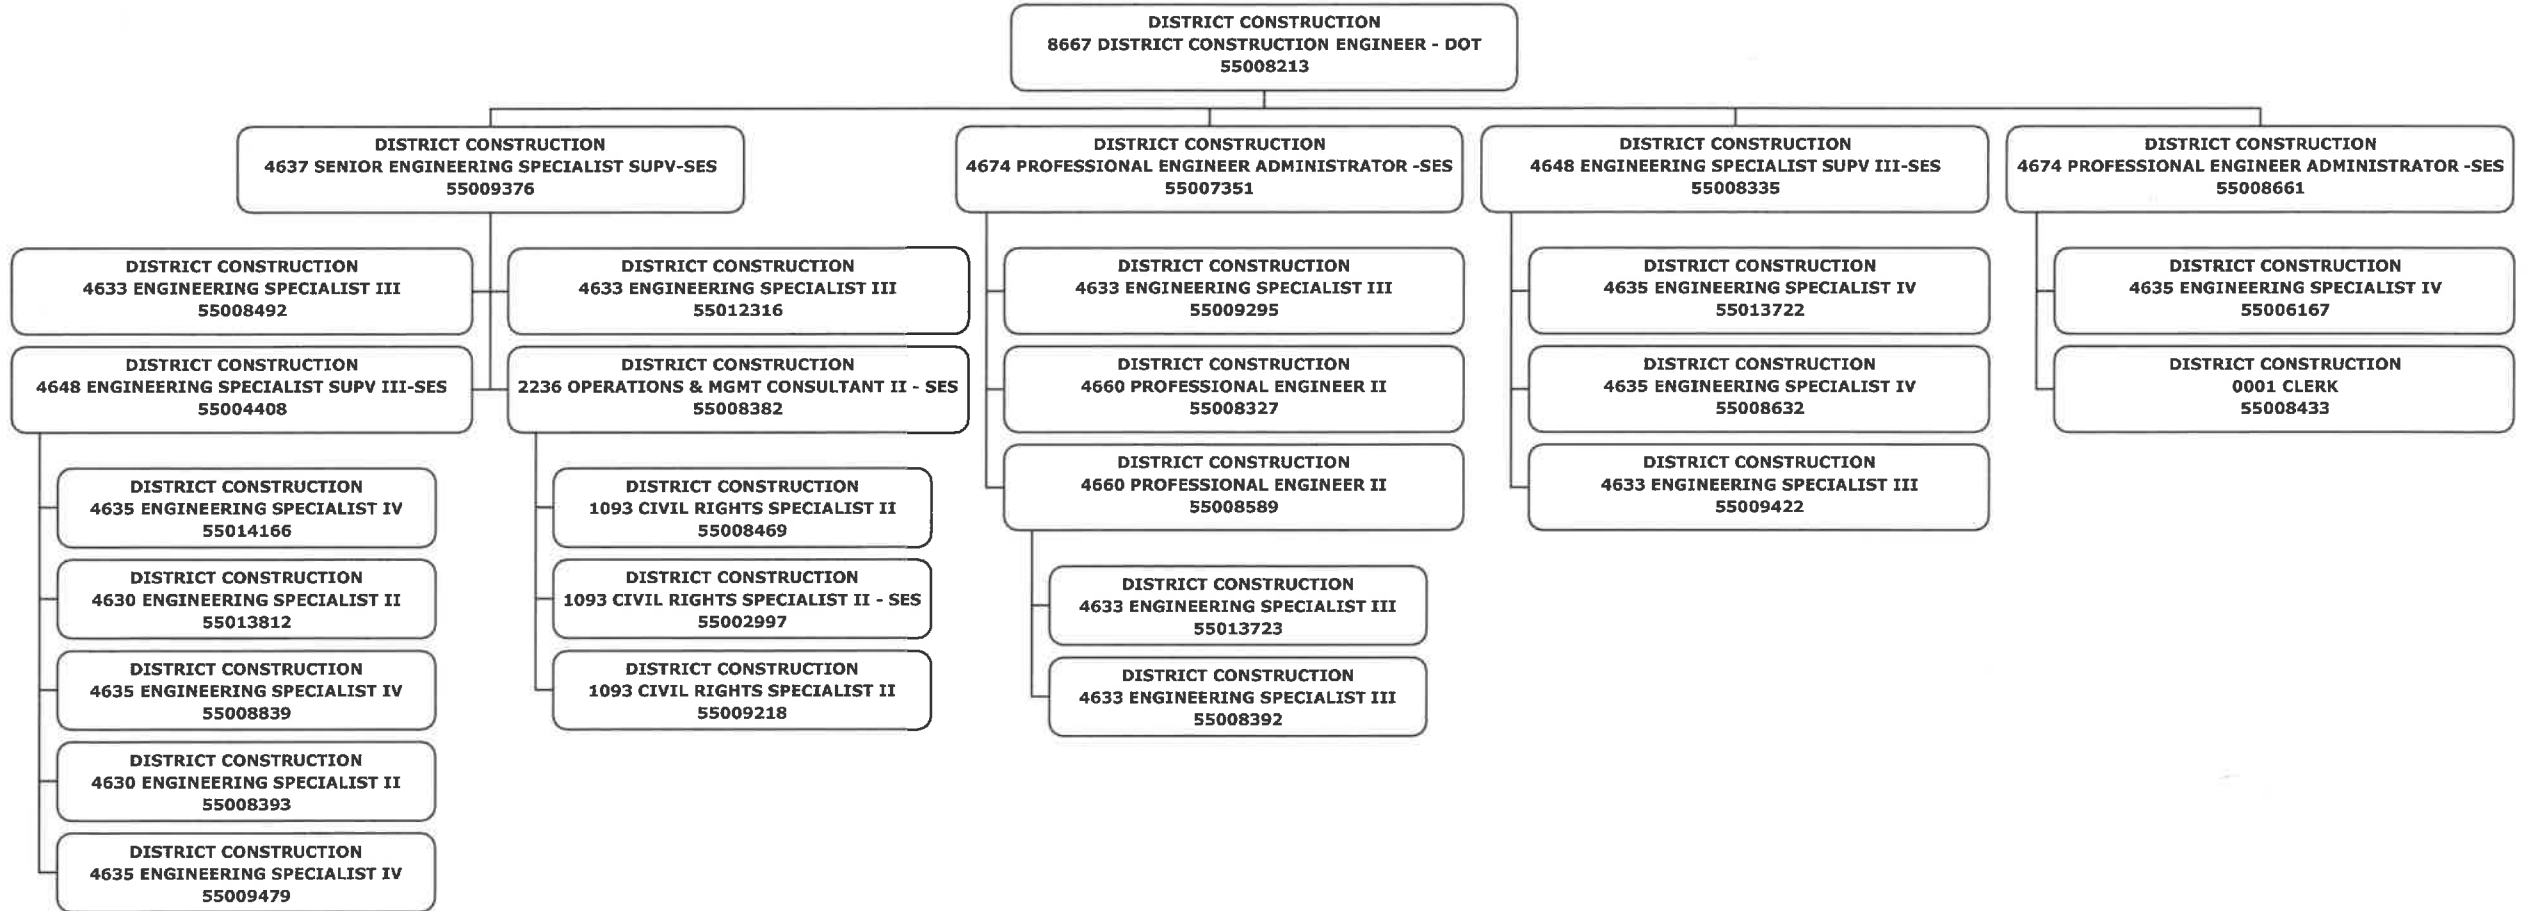 DISTRICT CONSTRUCTION
8667 DISTRICT CONSTRUCTION ENGINEER - DOT
55008213
DISTRICT CONSTRUCTION
4637 SENIOR ENGINEERING SPECIALIST SUPV-SES
55009376
DISTRICT CONSTRUCTION
4674 PROFESSIONAL ENGINEER ADMINISTRATOR -SES
55007351
DISTRICT CONSTRUCTION
4648 ENGINEERING SPECIALIST SUPV III-SES
55008335
DISTRICT CONSTRUCTION
4674 PROFESSIONAL ENGINEER ADMINISTRATOR -SES
55008661
DISTRICT CONSTRUCTION
4633 ENGINEERING SPECIALIST III
55008492
DISTRICT CONSTRUCTION
4633 ENGINEERING SPECIALIST III
55012316
DISTRICT CONSTRUCTION
4633 ENGINEERING SPECIALIST III
55009295
DISTRICT CONSTRUCTION
4635 ENGINEERING SPECIALIST IV
55013722
DISTRICT CONSTRUCTION
4635 ENGINEERING SPECIALIST IV
55006167
DISTRICT CONSTRUCTION
4648 ENGINEERING SPECIALIST SUPV III-SES
55004408
DISTRICT CONSTRUCTION
2236 OPERATIONS & MGMT CONSULTANT II - SES
55008382
DISTRICT CONSTRUCTION
4660 PROFESSIONAL ENGINEER II
55008327
DISTRICT CONSTRUCTION
4635 ENGINEERING SPECIALIST IV
55008632
DISTRICT CONSTRUCTION
0001 CLERK
55008433
DISTRICT CONSTRUCTION
4660 PROFESSIONAL ENGINEER II
55008589
DISTRICT CONSTRUCTION
4633 ENGINEERING SPECIALIST III
55009422
DISTRICT CONSTRUCTION
4635 ENGINEERING SPECIALIST IV
55014166
DISTRICT CONSTRUCTION
1093 CIVIL RIGHTS SPECIALIST II
55008469
DISTRICT CONSTRUCTION
4630 ENGINEERING SPECIALIST II
55013812
DISTRICT CONSTRUCTION
1093 CIVIL RIGHTS SPECIALIST II - SES
55002997
DISTRICT CONSTRUCTION
4633 ENGINEERING SPECIALIST III
55013723
DISTRICT CONSTRUCTION
4635 ENGINEERING SPECIALIST IV
55008839
DISTRICT CONSTRUCTION
1093 CIVIL RIGHTS SPECIALIST II
55009218
DISTRICT CONSTRUCTION
4633 ENGINEERING SPECIALIST III
55008392
DISTRICT CONSTRUCTION
4630 ENGINEERING SPECIALIST II
55008393
DISTRICT CONSTRUCTION
4635 ENGINEERING SPECIALIST IV
55009479